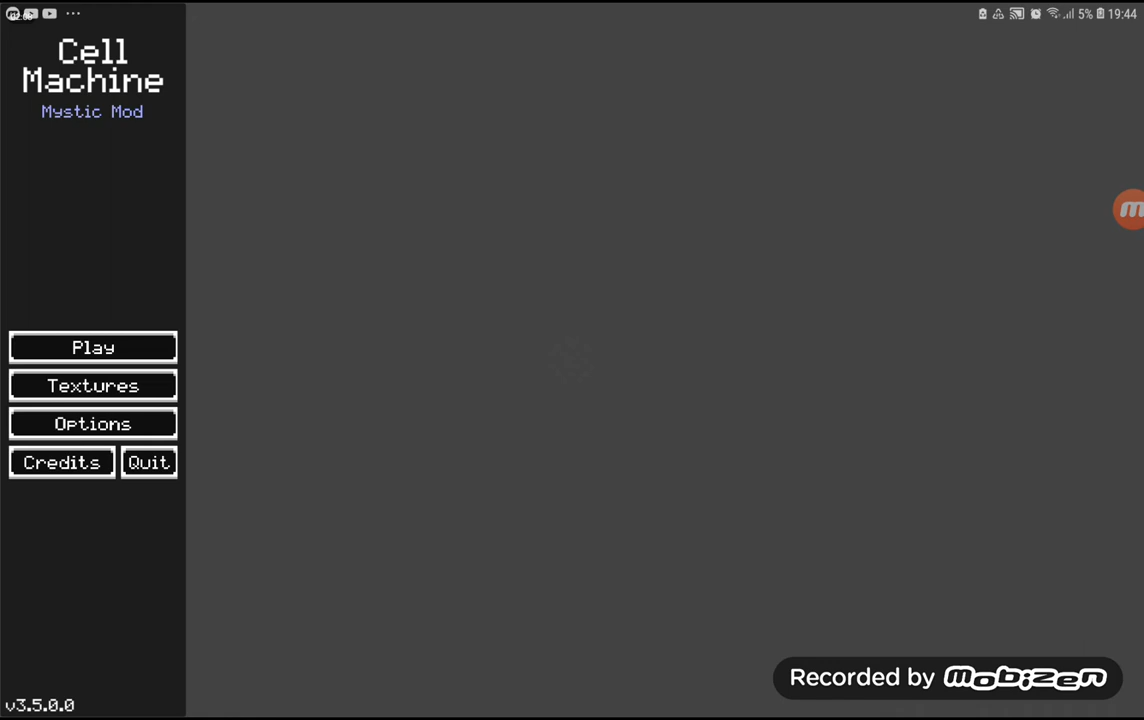 5% 19:44
Cell
Machine
Mystic Mod
Play
Textures
Options
Credits Quit
Recorded by mobizen
v3.5.0.0